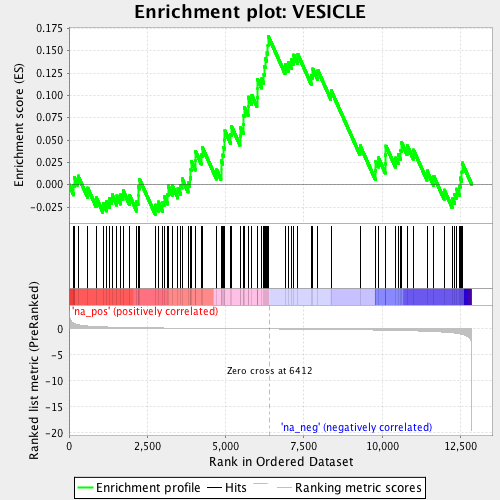 Enrichment plot: VESICLE
Enrichment score (ES)
0.175
0.150
0.125
0.100
0.075
0.050
0.025
0.000
-0.025
'na_pos' (positively correlated)
Ranked list metric (PreRanked)
0
-5
-10
-15
-20
Zero cross at 6412
'na_neg' (negatively correlated)
0
2,500
5,000
7,500
10,000
12,500
Rank in Ordered Dataset
Enrichment profile
Hits
Ranking metric scores